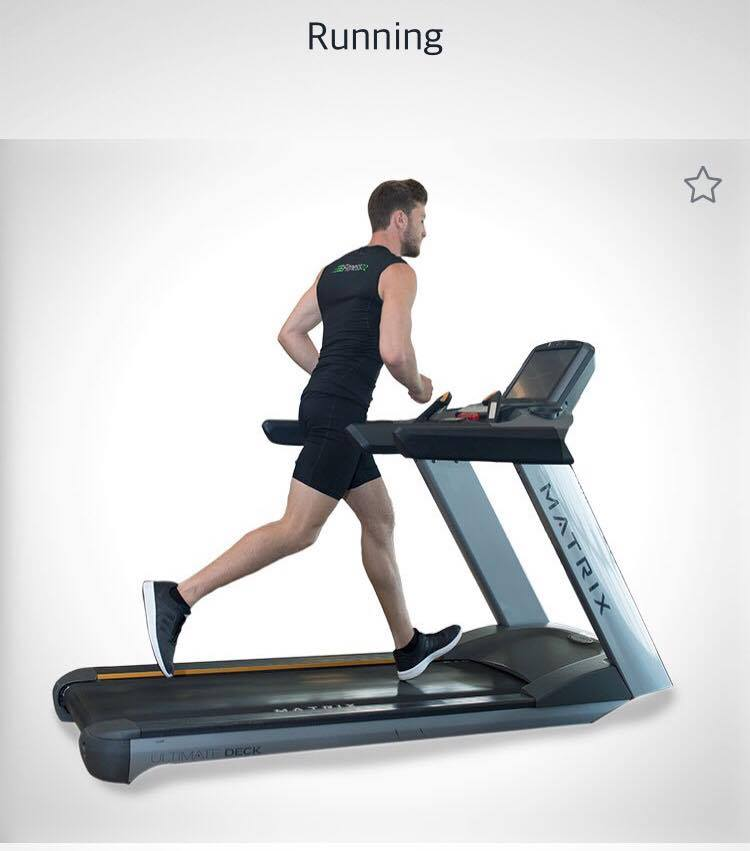 Running
MATRIX
MATRIX
ULTIMATE DECK